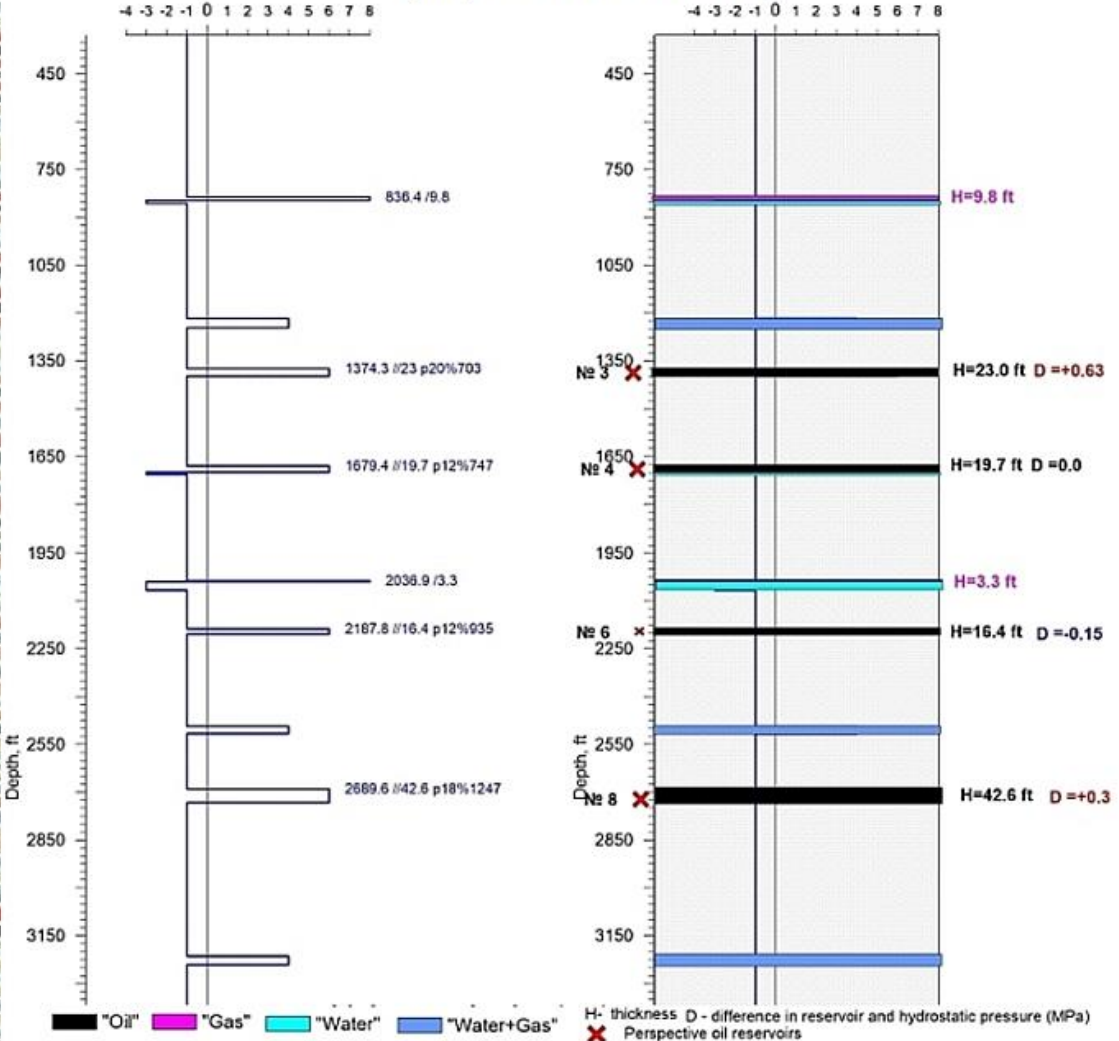 -4 -3 -2 -1 0 1 2 3 4 5 6 7 8
-4 -3 -2 -1 0 1 2 3 4 5 6 7 8
450
450
750
750
836.4 /9.8
H=9.8 ft
1050
1050
1350
1350
1374.3 //23 p20%703
№ 3
H=23.0 ft D =+0.63
1650
1650
1679.4 //19.7 p12%747
№ 4
H=19.7 ft D =0.0
1950
1950
2036.9 /3.3
H=3.3 ft
2187.8 //16.4 p12%935
№ 6
H=16.4 ft D =-0.15
2250
2250
2550
2550
Depth, ft
Depth, ft
2689.6 //42.6 p18%1247
№ 8
H=42.6 ft D =+0.3
2850
2850
3150
3150
"Oil" "Gas" "Water" "Water+Gas"
H- thickness D - difference in reservoir and hydrostatic pressure (MPa)
Perspective oil reservoirs